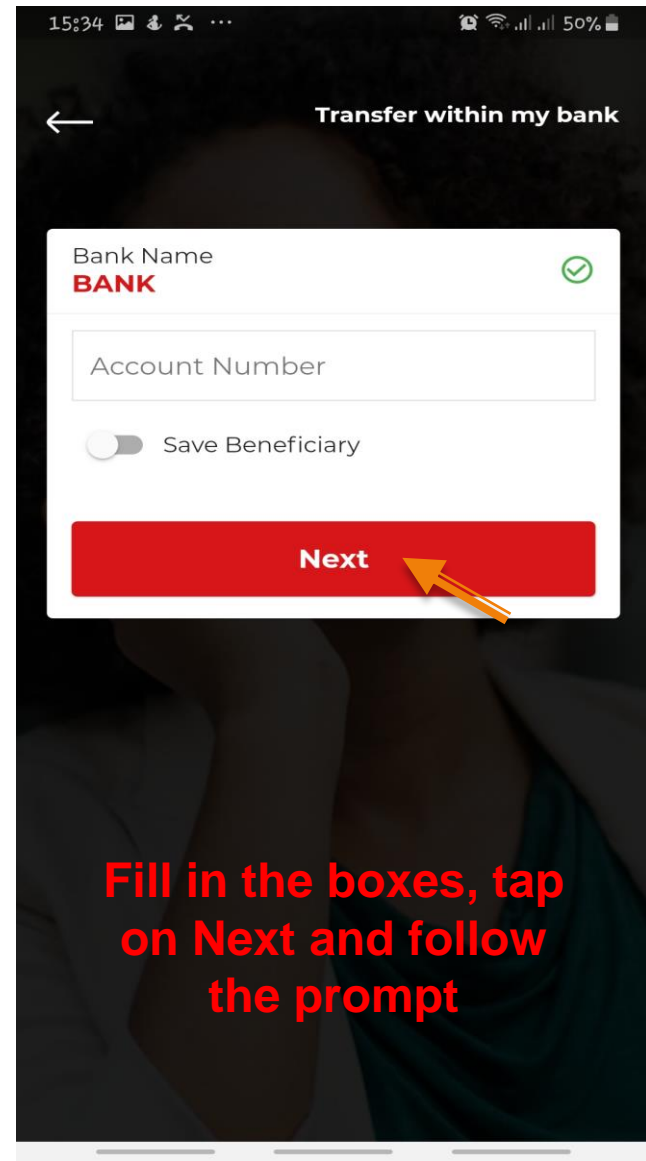 15:34 50%
Transfer within my bank
Bank Name
BANK
Account Number
Save Beneficiary
Next
Fill in the boxes, tap
on Next and follow
the prompt